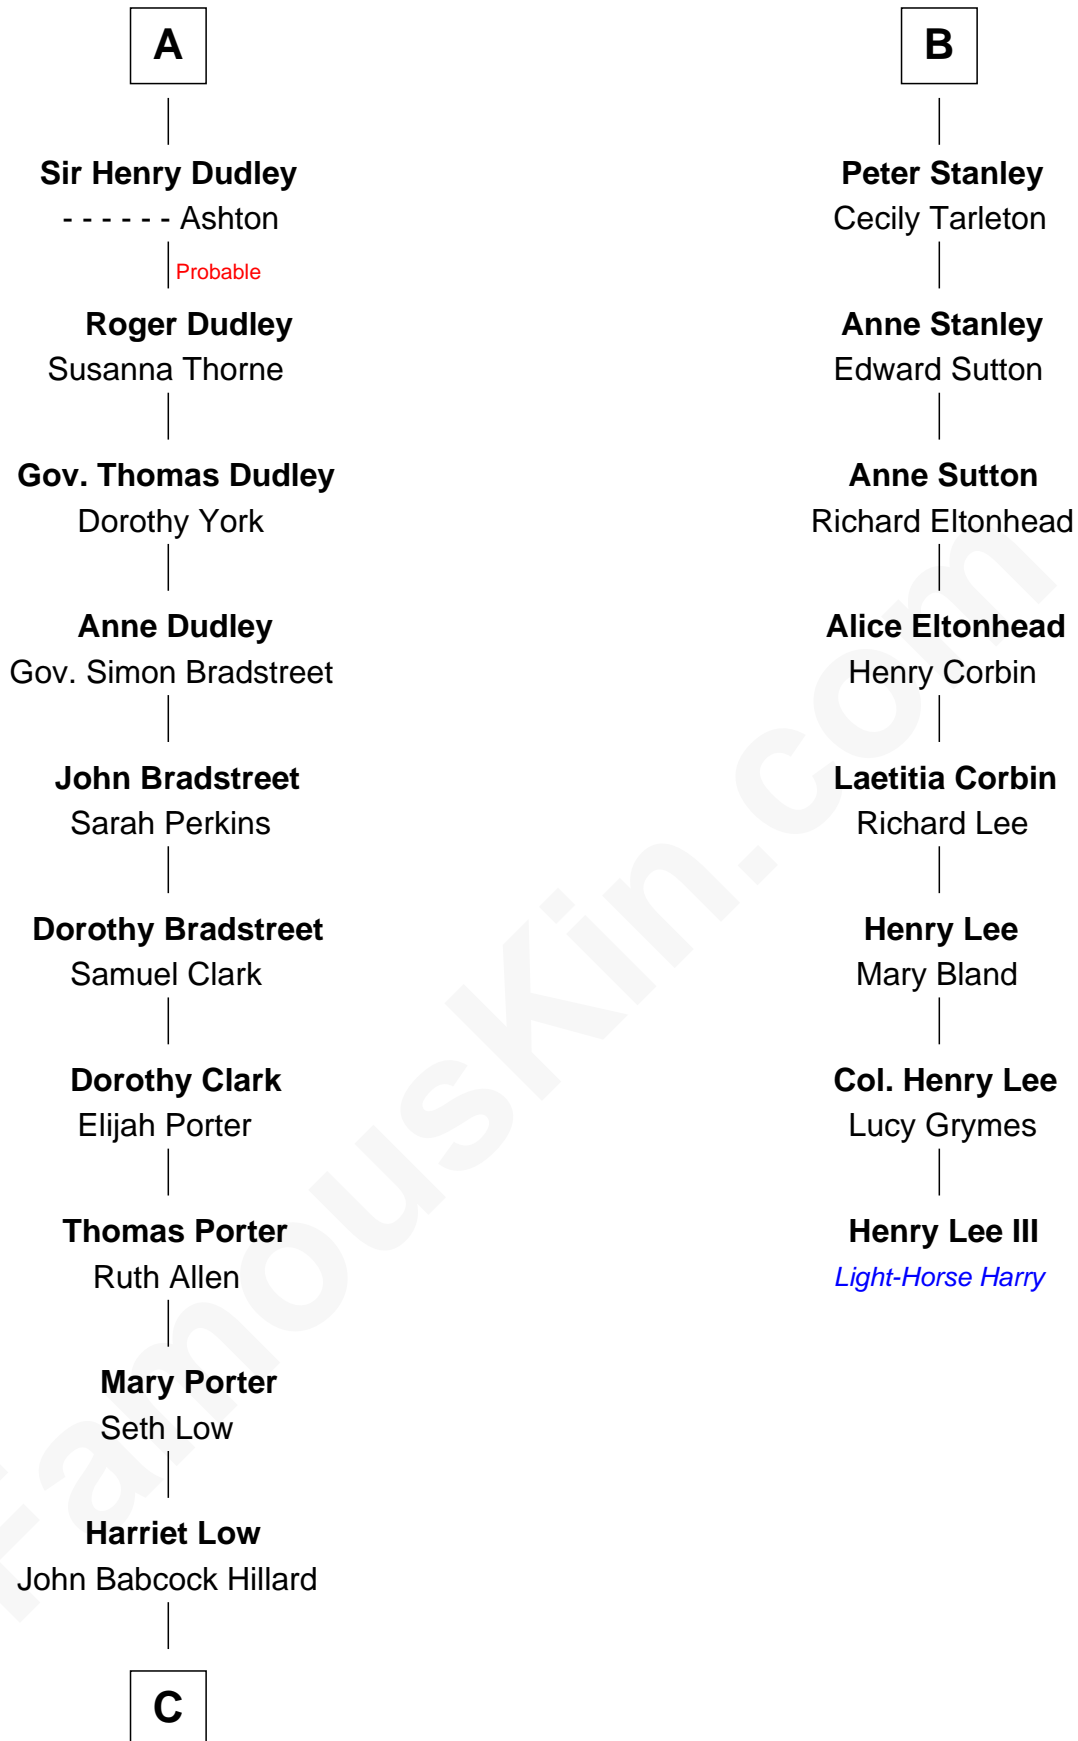 A
Sir Henry Dudley
- - - - - - Ashton
Probable
Roger Dudley
Susanna Thorne
Gov. Thomas Dudley
Dorothy York
Anne Dudley
Gov. Simon Bradstreet
John Bradstreet
Sarah Perkins
Dorothy Bradstreet
Samuel Clark
Dorothy Clark
Elijah Porter
Thomas Porter
Ruth Allen
Mary Porter
Seth Low
Harriet Low
John Babcock Hillard
C
B
Peter Stanley
Cecily Tarleton
Anne Stanley
Edward Sutton
Anne Sutton
Richard Eltonhead
Alice Eltonhead
Henry Corbin
Laetitia Corbin
Richard Lee
Henry Lee
Mary Bland
Col. Henry Lee
Lucy Grymes
Henry Lee III
Light-Horse Harry
FamousKin.com